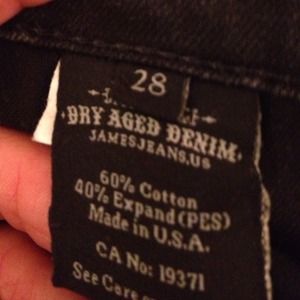 28
DRY AGED DENIM
JAMESJEANS.US
60% Cotton
40% Expand (PES)
Made in U.S.A.
CA No: 19371
See Care